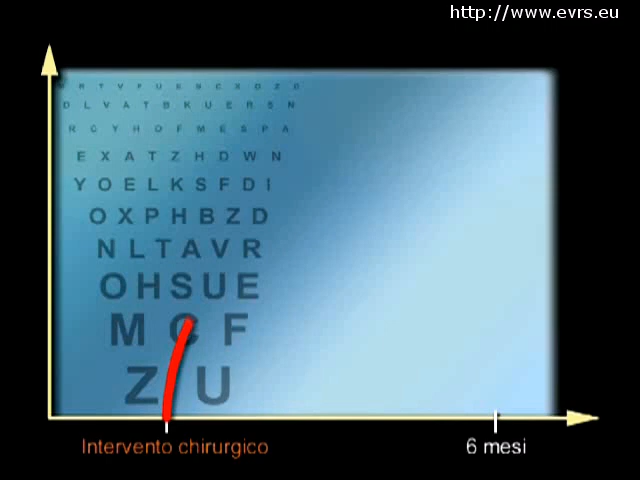 http://www.evrs.eu
D L V A T B K U E R S N
R C Y H O F M E S P A
E X A T Z H D W N
Y O E L K S F D I
O X P H B Z D
N L T A V R
O H S U E
M C F
Z U
Intervento chirurgico
6 mesi